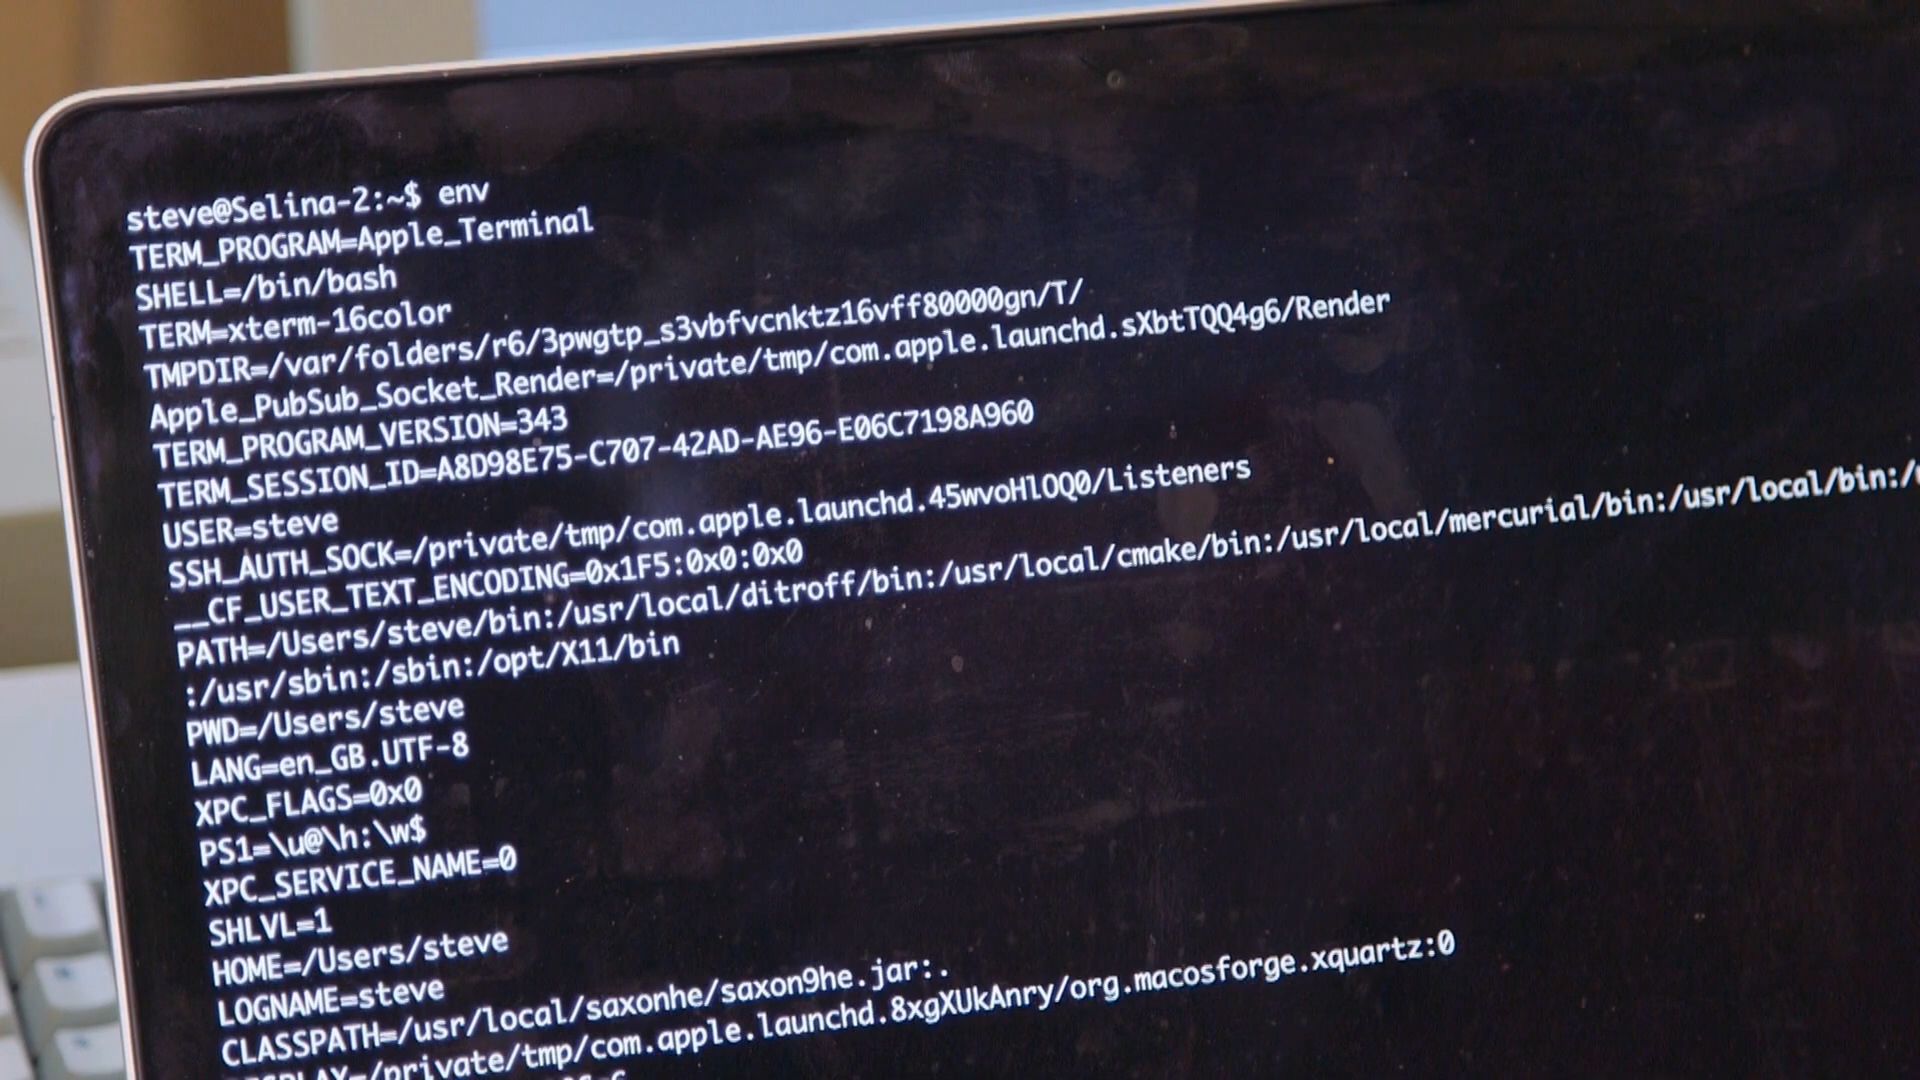 steve@Selina-2:~$ env
TERM_PROGRAM=Apple_Terminal
SHELL=/bin/bash
TERM=xterm-16color
TMPDIR=/var/folders/r6/3pwgtp_s3vbfvcnktz16vff80000gn/T/
Apple_PubSub_Socket_Render=/private/tmp/com.apple.launchd.sXbtTQQ4g6/Render
TERM_PROGRAM_VERSION=343
TERM_SESSION_ID=A8D98E75-C707-42AD-AE96-E06C7198A960
USER=steve
SSH_AUTH_SOCK=/private/tmp/com.apple.launchd.45wvoHlOQ0/Listeners
__CF_USER_TEXT_ENCODING=0x1F5:0x0:0x0
PATH=/Users/steve/bin:/usr/local/ditroff/bin:/usr/local/cmake/bin:/usr/local/mercurial/bin:/usr/local/bin:/
:/usr/sbin:/sbin:/opt/X11/bin
PWD=/Users/steve
LANG=en_GB.UTF-8
XPC_FLAGS=0x0
PS1=\u@\h:\w$
XPC_SERVICE_NAME=0
SHLVL=1
HOME=/Users/steve
LOGNAME=steve
CLASSPATH=/usr/local/saxonhe/saxon9he.jar:.
DISPLAY=/private/tmp/com.apple.launchd.8xgXUkAnry/org.macosforge.xquartz:0